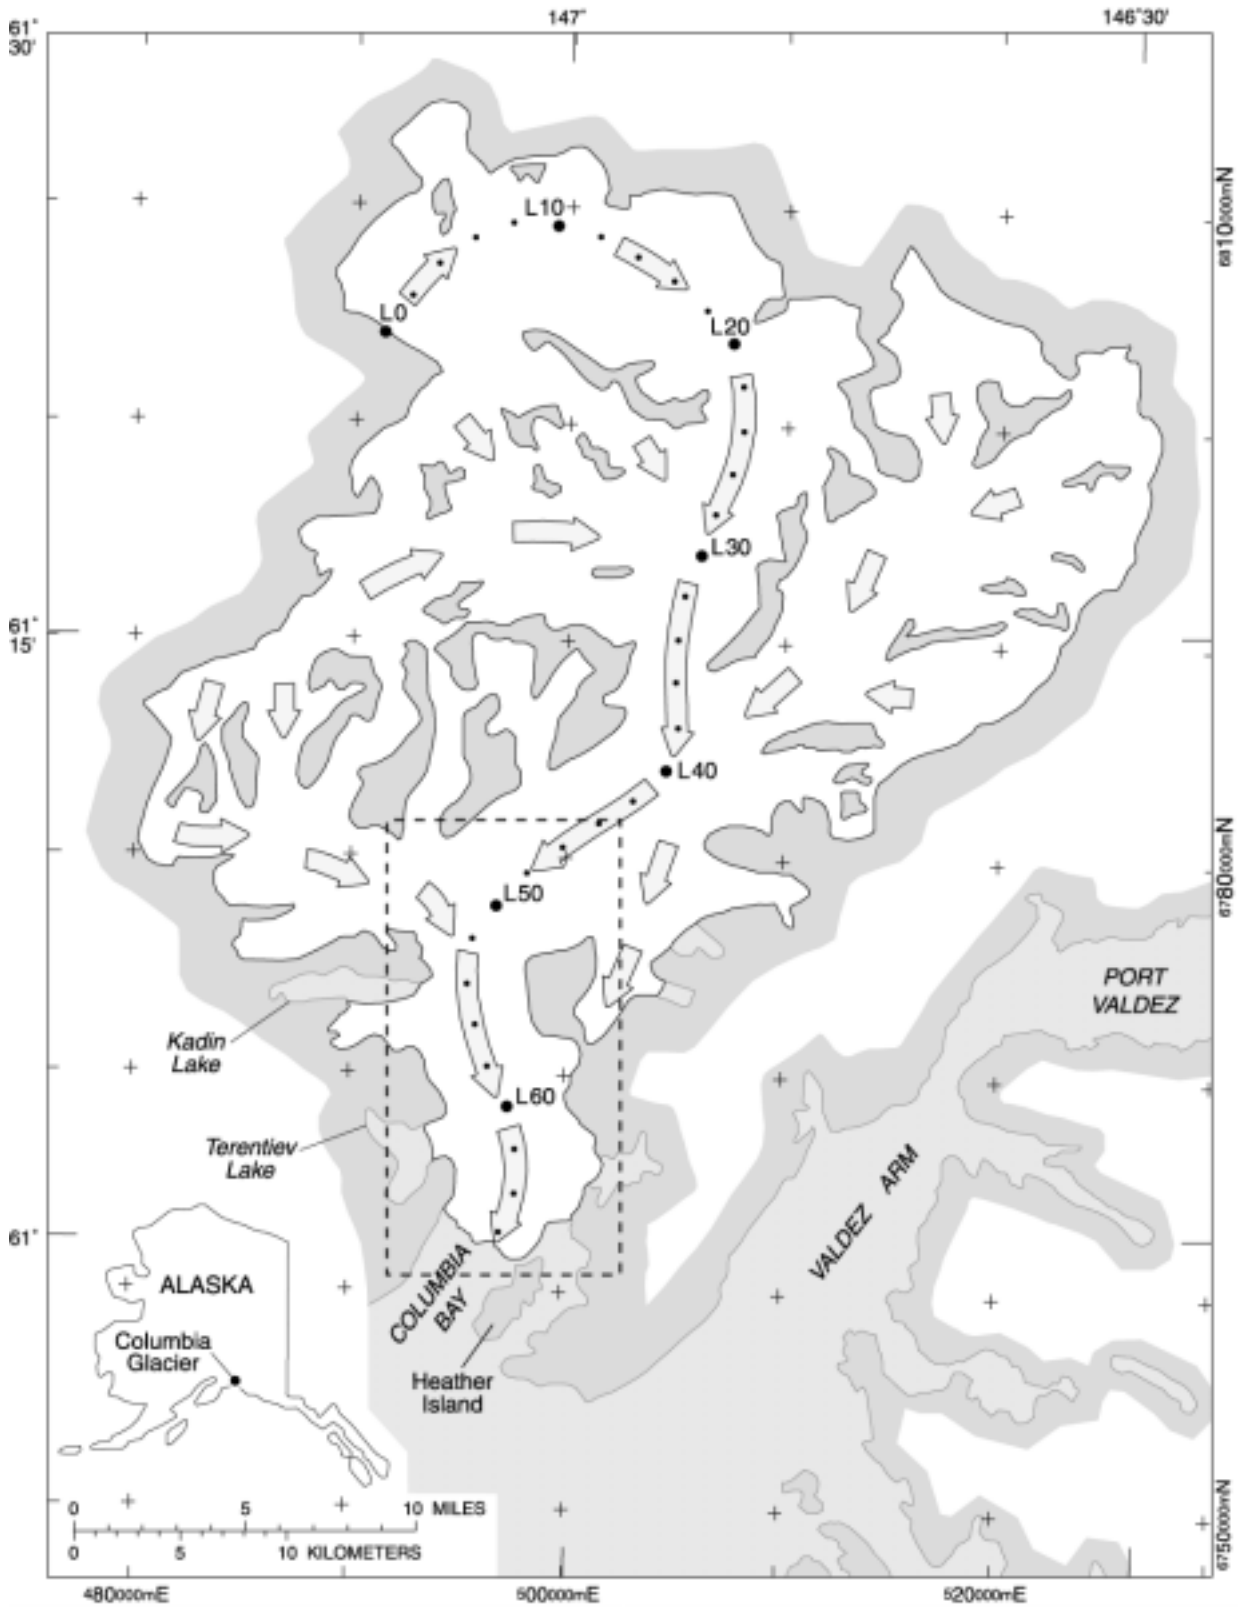 61°
30'
147°
146°30'
6810000mN
L10
L0
L20
L30
61°
15'
L40
6780000mN
L50
PORT
VALDEZ
Kadin
Lake
L60
Terentiev
Lake
VALDEZ ARM
61°
COLUMBIA
BAY
ALASKA
Columbia
Glacier
Heather
Island
0 5 10 MILES
0 5 10 KILOMETERS
6750000mN
480000mE
500000mE
520000mE